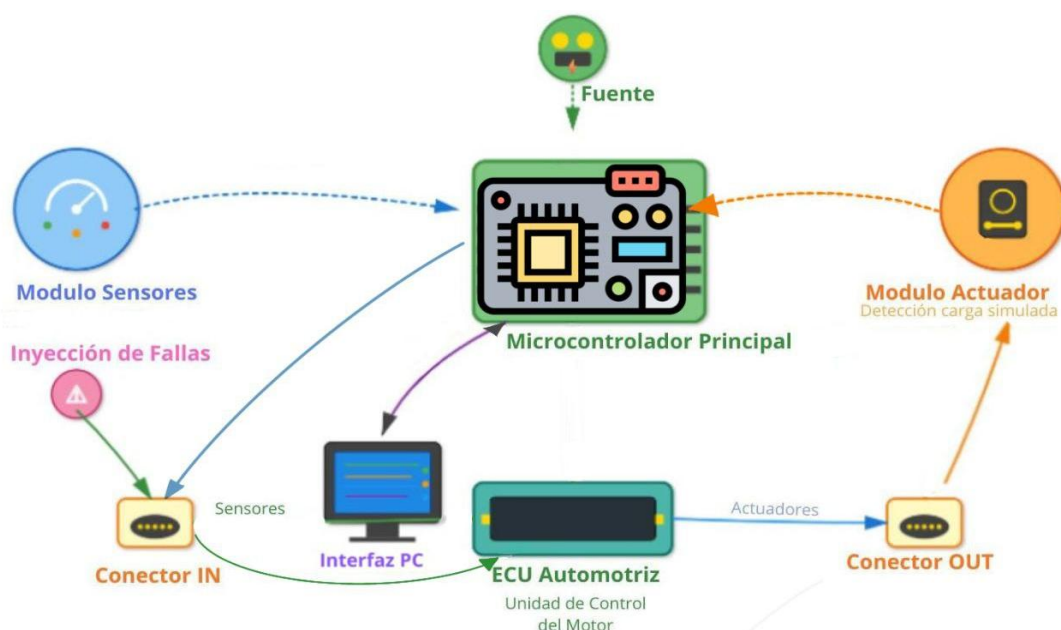 Fuente
Modulo Sensores
Modulo Actuador
Detección carga simulada
Inyección de Fallas
Microcontrolador Principal
Sensores
Actuadores
Interfaz PC
Conector IN
ECU Automotriz
Conector OUT
Unidad de Control
del Motor